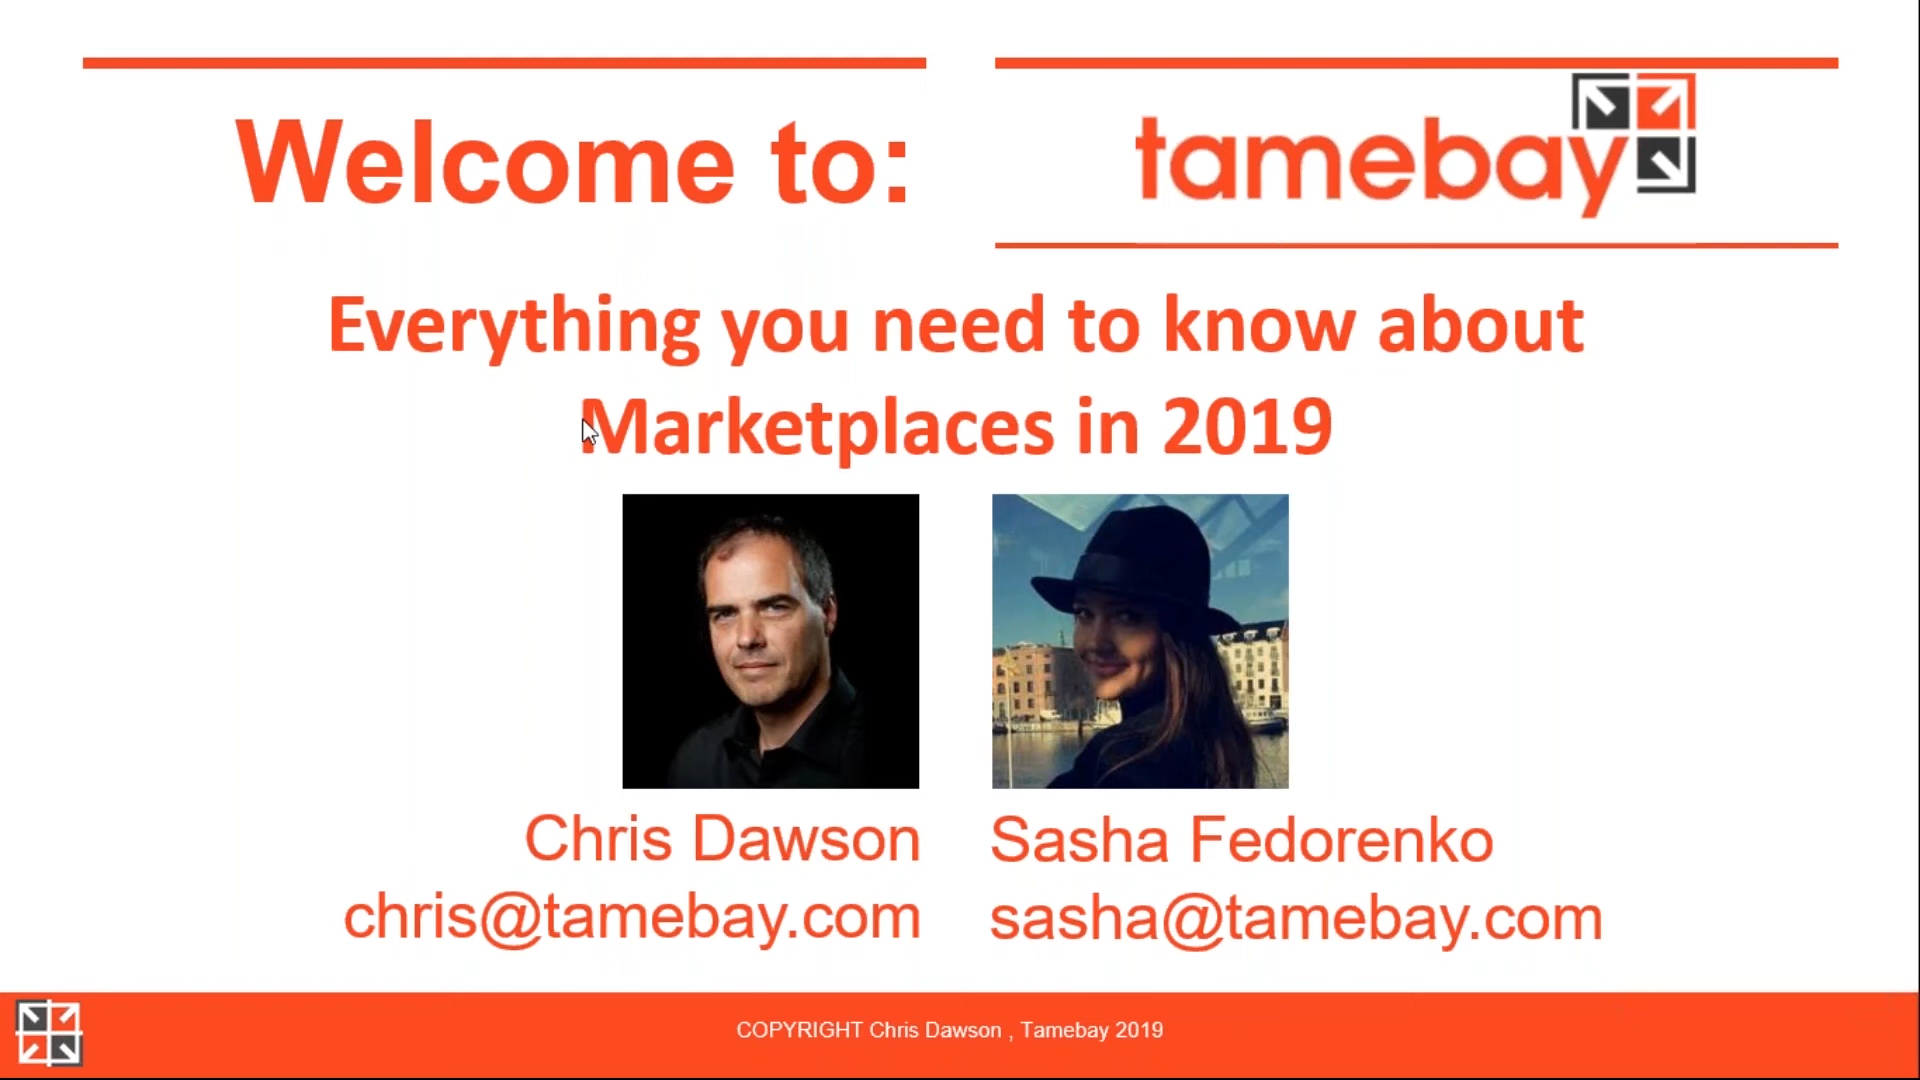 Welcome to:
tamebay
Everything you need to know about
Marketplaces in 2019
Chris Dawson
chris@tamebay.com
Sasha Fedorenko
sasha@tamebay.com
COPYRIGHT Chris Dawson , Tamebay 2019